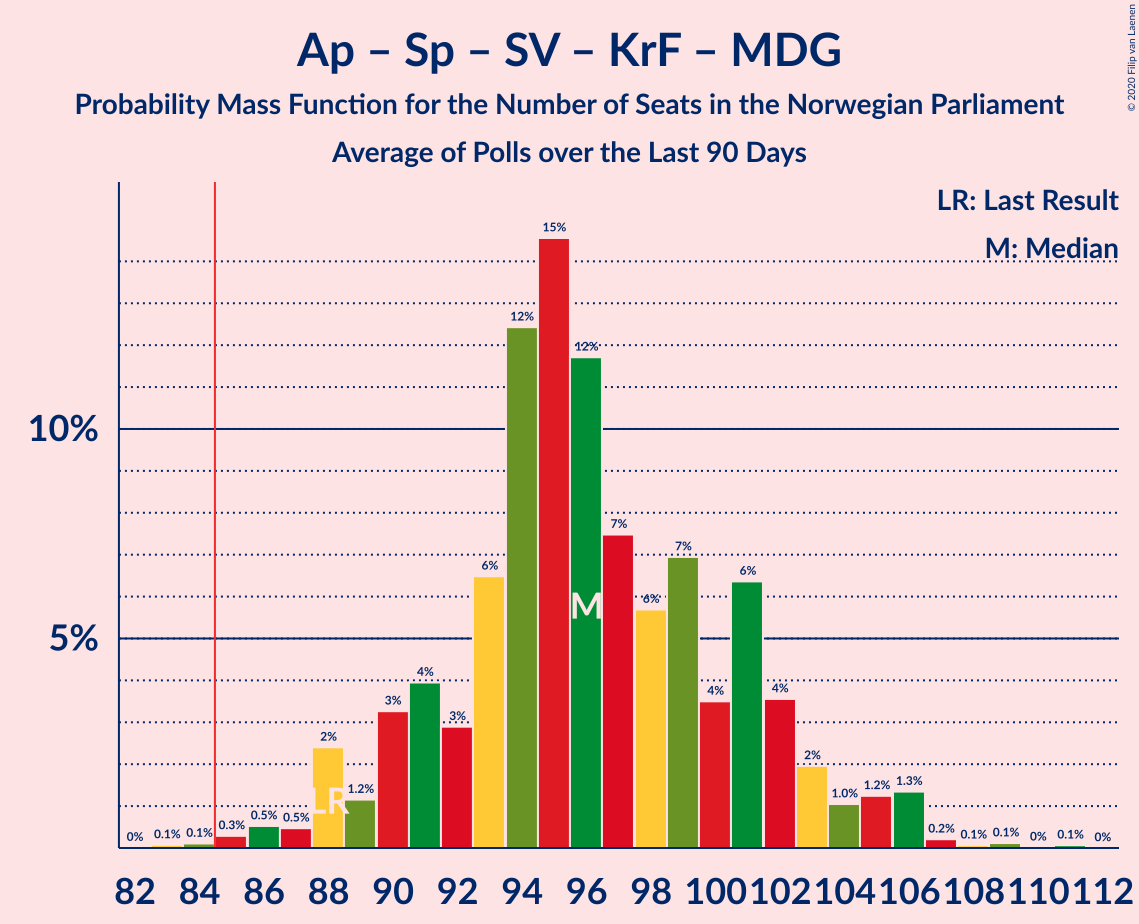 Ap – Sp – SV – KrF – MDG
Probability Mass Function for the Number of Seats in the Norwegian Parliament
Average of Polls over the Last 90 Days
© 2020 Filip van Laenen
LR: Last Result
M: Median
15%
12%
12%
10%
7%
7%
6%
6%
6%
M
5%
4%
4%
4%
3%
3%
2%
2%
LR
1.2%
1.0%
1.2%
1.3%
0% 0.1% 0.1% 0.3% 0.5% 0.5%
0.2% 0.1% 0.1% 0% 0.1% 0%
82 84 86 88 90 92 94 96 98 100 102 104 106 108 110 112